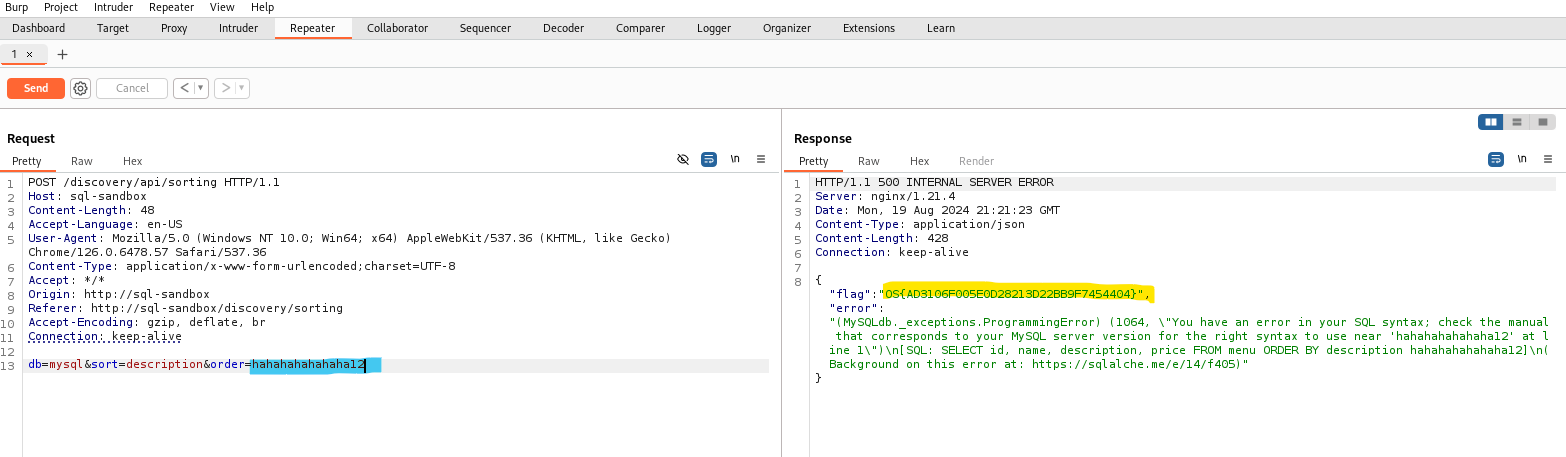 Burp Project Intruder Repeater View Help
Dashboard Target Proxy Intruder Repeater Collaborator Sequencer Decoder Comparer Logger Organizer Extensions Learn
1 × +
Send Cancel < > 
Request
Pretty Raw Hex \n
1 POST /discovery/api/sorting HTTP/1.1
2 Host: sql-sandbox
3 Content-Length: 48
4 Accept-Language: en-US
5 User-Agent: Mozilla/5.0 (Windows NT 10.0; Win64; x64) AppleWebKit/537.36 (KHTML, like Gecko)
Chrome/126.0.6478.57 Safari/537.36
6 Content-Type: application/x-www-form-urlencoded;charset=UTF-8
7 Accept: */*
8 Origin: http://sql-sandbox
9 Referer: http://sql-sandbox/discovery/sorting
10 Accept-Encoding: gzip, deflate, br
11 Connection: keep-alive
12
13 db=mysql&sort=description&order=hahahahahahaha12
Response
Pretty Raw Hex Render \n
1 HTTP/1.1 500 INTERNAL SERVER ERROR
2 Server: nginx/1.21.4
3 Date: Mon, 19 Aug 2024 21:21:23 GMT
4 Content-Type: application/json
5 Content-Length: 428
6 Connection: keep-alive
7
8 {
"flag":"OS{AD3106F005E0D28213D22BB9F7454404}",
"error":
"(MySQLdb._exceptions.ProgrammingError) (1064, \"You have an error in your SQL syntax; check the manual
that corresponds to your MySQL server version for the right syntax to use near 'hahahahahahaha12' at l
ine 1\")\n[SQL: SELECT id, name, description, price FROM menu ORDER BY description hahahahahahaha12]\n(
Background on this error at: https://sqlalche.me/e/14/f405)"
}